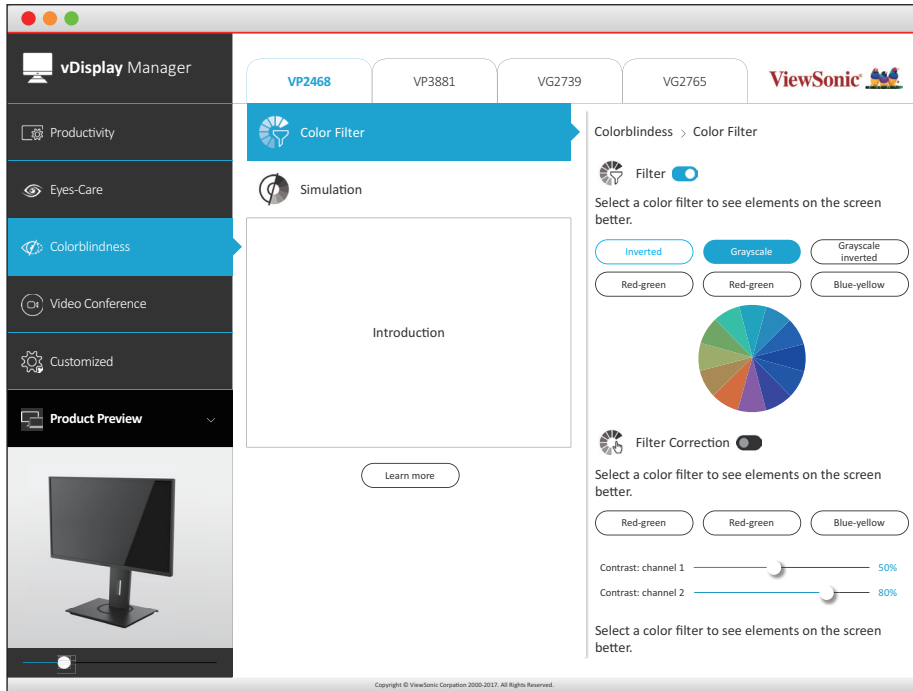 vDisplay Manager
VP2468
VP3881
VG2739
VG2765
ViewSonic
Productivity
Eyes-Care
Colorblindness
Video Conference
Customized
Product Preview
Color Filter
Simulation
Introduction
Learn more
Colorblindess > Color Filter
Filter
Select a color filter to see elements on the screen
better.
Inverted
Grayscale
Grayscale
inverted
Red-green
Red-green
Blue-yellow
Filter Correction
Select a color filter to see elements on the screen
better.
Red-green
Red-green
Blue-yellow
Contrast: channel 1
50%
Contrast: channel 2
80%
Select a color filter to see elements on the screen
better.
Copyright © ViewSonic Corpation 2000-2017. All Rights Reserved.